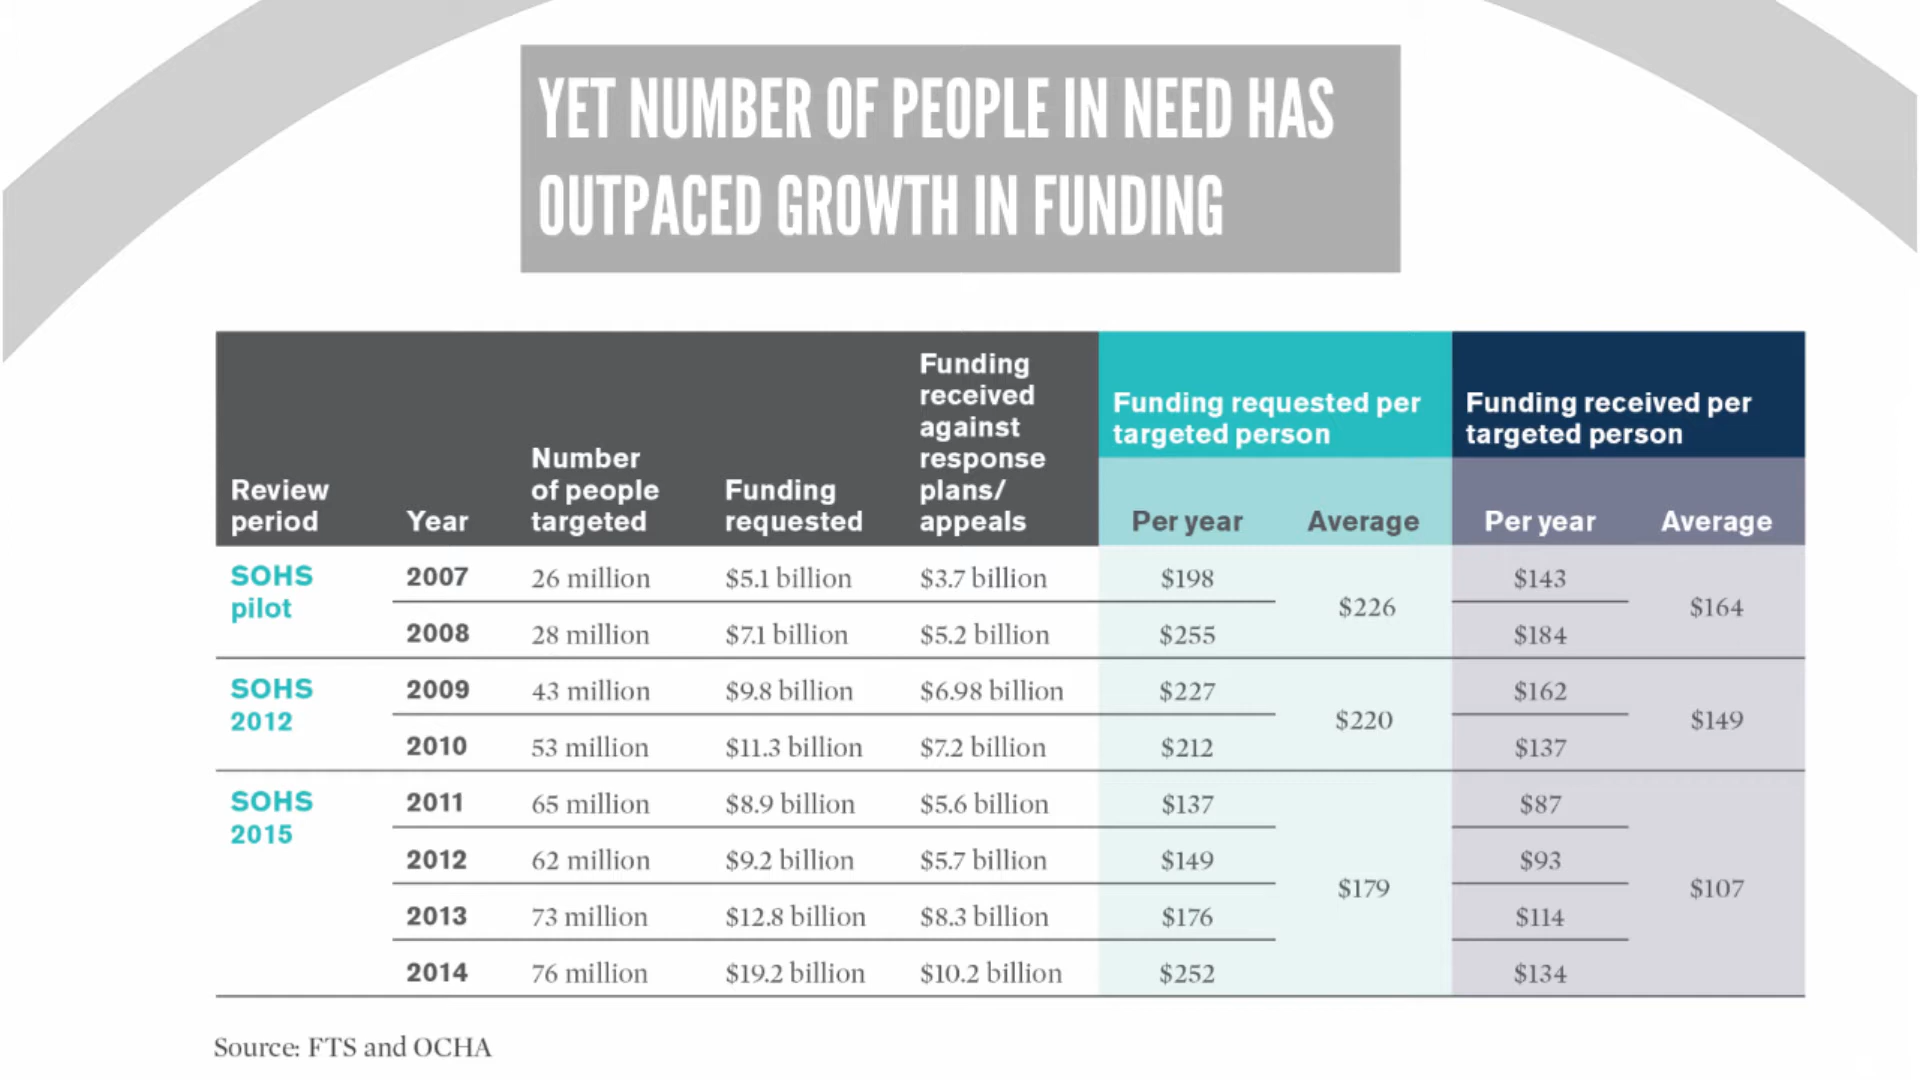 YET NUMBER OF PEOPLE IN NEED HAS
OUTPACED GROWTH IN FUNDING
Review period	Year	Number of people targeted	Funding requested	Funding received against response plans/ appeals	Funding requested per targeted person	Funding received per targeted person
Per year	Average	Per year	Average
SOHS pilot	2007	26 million	$5.1 billion	$3.7 billion	$198	$226	$143	$164
2008	28 million	$7.1 billion	$5.2 billion	$255	$184
SOHS 2012	2009	43 million	$9.8 billion	$6.98 billion	$227	$220	$162	$149
2010	53 million	$11.3 billion	$7.2 billion	$212	$137
SOHS 2015	2011	65 million	$8.9 billion	$5.6 billion	$137	$179	$87	$107
2012	62 million	$9.2 billion	$5.7 billion	$149	$93
2013	73 million	$12.8 billion	$8.3 billion	$176	$114
2014	76 million	$19.2 billion	$10.2 billion	$252	$134
Source: FTS and OCHA